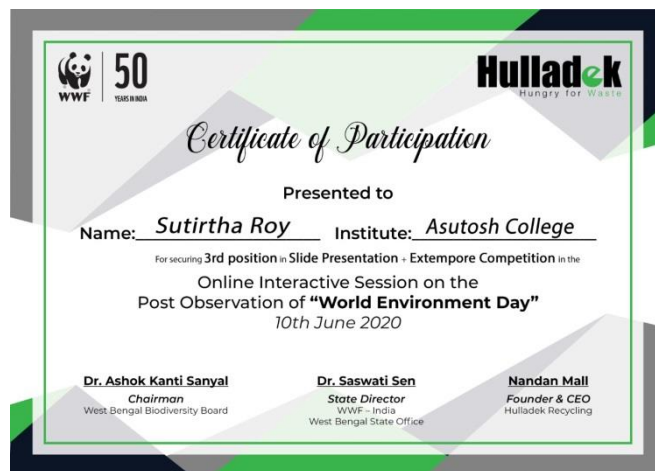 WWF
50
YEARS IN INDIA
Hulladek
Hungry for Waste
Certificate of Participation
Presented to
Name: Sutirtha Roy Institute: Asutosh College
For securing 3rd position in Slide Presentation + Extempore Competition in the
Online Interactive Session on the
Post Observation of “World Environment Day”
10th June 2020
Dr. Ashok Kanti Sanyal
Chairman
West Bengal Biodiversity Board
Dr. Saswati Sen
State Director
WWF – India
West Bengal State Office
Nandan Mall
Founder & CEO
Hulladek Recycling